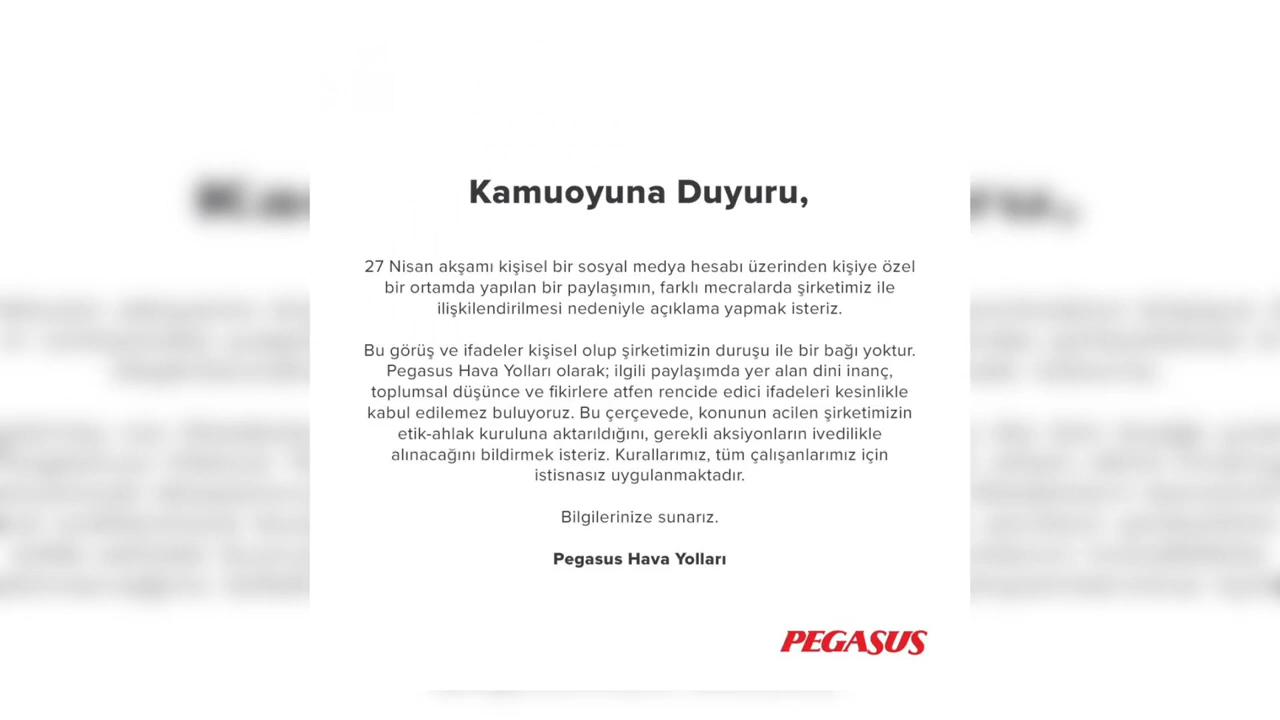 Kamuoyuna Duyuru,
27 Nisan akşamı kişisel bir sosyal medya hesabı üzerinden kişiye özel
bir ortamda yapılan bir paylaşımın, farklı mecralarda şirketimiz ile
ilişkilendirilmesi nedeniyle açıklama yapmak isteriz.
Bu görüş ve ifadeler kişisel olup şirketimizin duruşu ile bir bağı yoktur.
Pegasus Hava Yolları olarak; ilgili paylaşımda yer alan dini inanç,
toplumsal düşünce ve fikirlere atfen rencide edici ifadeleri kesinlikle
kabul edilemez buluyoruz. Bu çerçevede, konunun acilen şirketimizin
etik-ahlak kuruluna aktarıldığını, gerekli aksiyonların ivedilikle
alınacağını bildirmek isteriz. Kurallarımız, tüm çalışanlarımız için
istisnasız uygulanmaktadır.
Bilgilerinize sunarız.
Pegasus Hava Yolları
PEGASUS